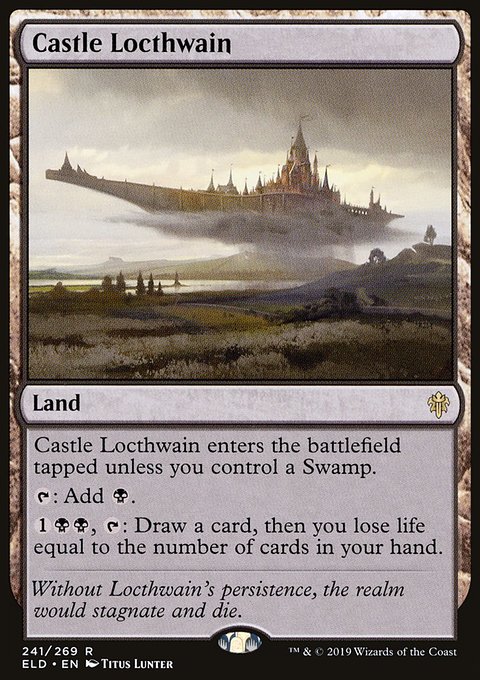 Castle Locthwain
Land
Castle Locthwain enters the battlefield
tapped unless you control a Swamp.
: Add .
1, : Draw a card, then you lose life
equal to the number of cards in your hand.
Without Locthwain's persistence, the realm
would stagnate and die.
241/269 R
ELD • EN Titus Lunter
™ & © 2019 Wizards of the Coast